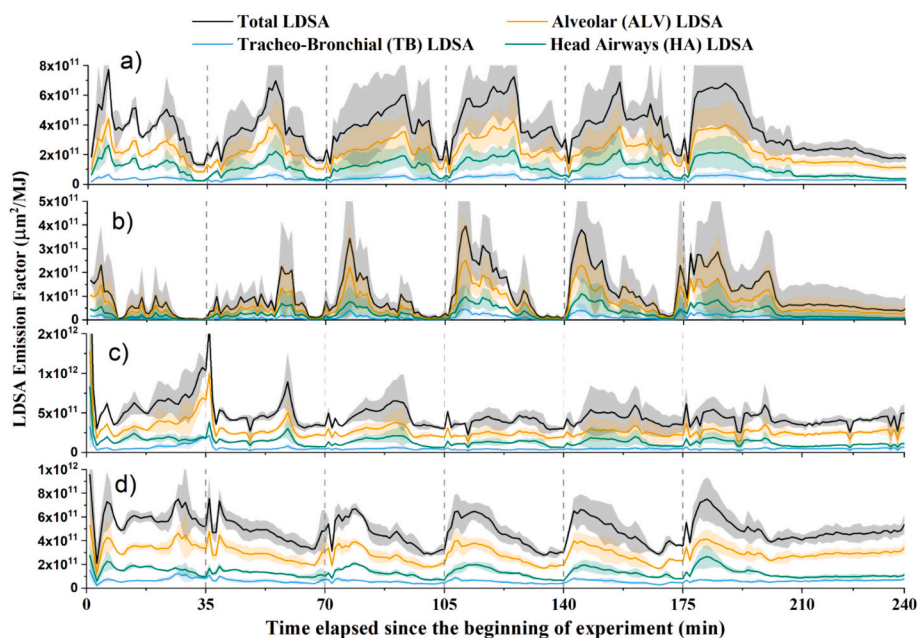 Total LDSA Alveolar (ALV) LDSA
Tracheo-Bronchial (TB) LDSA Head Airways (HA) LDSA
LDSA Emission Factor (μm²/MJ)
a)
8x10¹¹
6x10¹¹
4x10¹¹
2x10¹¹
0
b)
5x10¹¹
4x10¹¹
3x10¹¹
2x10¹¹
1x10¹¹
0
c)
2x10¹²
1x10¹²
5x10¹¹
0
d)
1x10¹²
8x10¹¹
6x10¹¹
4x10¹¹
2x10¹¹
0
0 35 70 105 140 175 210 240
Time elapsed since the beginning of experiment (min)